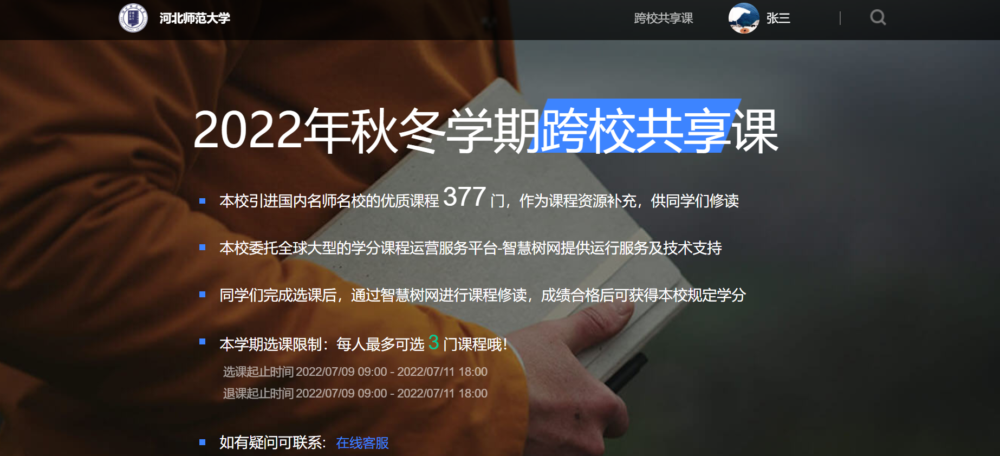 河北师范大学
跨校共享课
张三
2022年秋冬学期跨校共享课
本校引进国内名师名校的优质课程 377 门，作为课程资源补充，供同学们修读
本校委托全球大型的学分课程运营服务平台-智慧树网提供运行服务及技术支持
同学们完成选课后，通过智慧树网进行课程修读，成绩合格后可获得本校规定学分
本学期选课限制：每人最多可选 3 门课程哦！
选课起止时间 2022/07/09 09:00 - 2022/07/11 18:00
退课起止时间 2022/07/09 09:00 - 2022/07/11 18:00
如有疑问可联系：在线客服